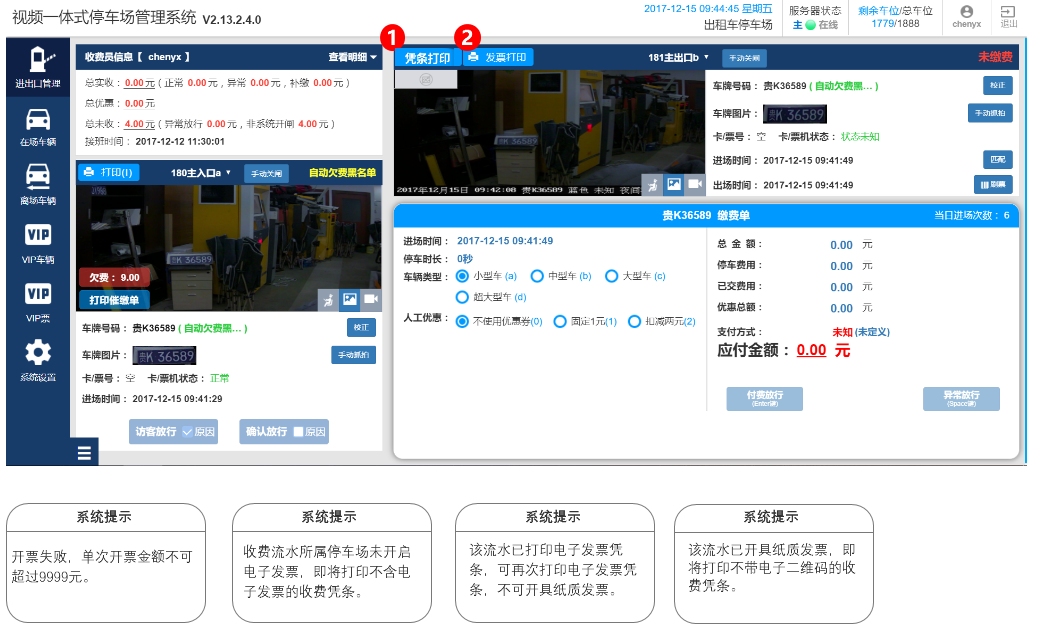 视频一体式停车场管理系统 V2.13.2.4.0
2017-12-15 09:44:45 星期五
出租车停车场
服务器状态
主 在线
剩余车位/总车位
1779/1888
chenyx
退出
进出口管理
在场车辆
离场车辆
VIP
VIP车辆
VIP
VIP票
系统设置
收费员信息【 chenyx 】
查看明细
总实收： 0.00元 ( 正常 0.00元 , 异常 0.00元 , 补缴 0.00元 )
总优惠： 0.00元
总未收： 4.00元 ( 异常放行 0.00元 , 非系统开闸 4.00元 )
接班时间： 2017-12-12 11:30:01
打印(I)
180主入口a
手动关闸
自动欠费黑名单
贵K 36589
欠费： 9.00
打印催缴单
车牌号码： 贵K36589 ( 自动欠费黑... )
校正
车牌图片： 贵K 36589
手动抓拍
卡/票号： 空 卡/票机状态： 正常
进场时间： 2017-12-15 09:41:29
访客放行 原因
确认放行 原因
1
2
凭条打印
发票打印
181主出口b
手动关闸
未缴费
贵K 36589
2017年12月15日 09:42:08 贵K36589 蓝色 未知 夜间
车牌号码： 贵K36589 ( 自动欠费黑... )
校正
车牌图片： 贵K 36589
手动抓拍
卡/票号： 空 卡/票机状态： 状态未知
进场时间： 2017-12-15 09:41:49
匹配
出场时间： 2017-12-15 09:41:49
刷票
贵K36589 缴费单
当日进场次数： 6
进场时间： 2017-12-15 09:41:49
停车时长： 0秒
车辆类型： 小型车 (a) 中型车 (b) 大型车 (c)
超大型车 (d)
人工优惠： 不使用优惠券(0) 固定1元(1) 扣减两元(2)
总 金 额： 0.00 元
停车费用： 0.00 元
已交费用： 0.00 元
优惠总额： 0.00 元
支付方式： 未知 (未定义)
应付金额： 0.00 元
付费放行
(Enter键)
异常放行
(Space键)
系统提示
开票失败，单次开票金额不可
超过9999元。
系统提示
收费流水所属停车场未开启
电子发票，即将打印不含电
子发票的收费凭条。
系统提示
该流水已打印电子发票凭
条，可再次打印电子发票凭
条，不可开具纸质发票。
系统提示
该流水已开具纸质发票，即
将打印不带电子二维码的收
费凭条。